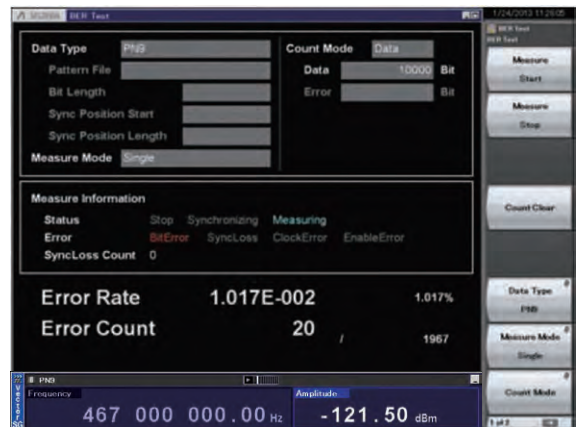 BER Test
1/24/2013 11:28:05
BER Test
BER Test
Data Type PN9
Count Mode Data
Pattern File
Data 10000 Bit
Bit Length
Error Bit
Sync Position Start
Sync Position Length
Measure Mode Single
Measure Information
Status Stop Synchronizing Measuring
Error BitError SyncLoss ClockError EnableError
SyncLoss Count 0
Error Rate 1.017E-002 1.017%
Error Count 20 / 1967
Measure
Start
Measure
Stop
Count Clear
Data Type
PN9
Measure Mode
Single
Count Mode
1 of 2
PN9
Vector
SG
Frequency
467 000 000.00 Hz
Amplitude
-121.50 dBm